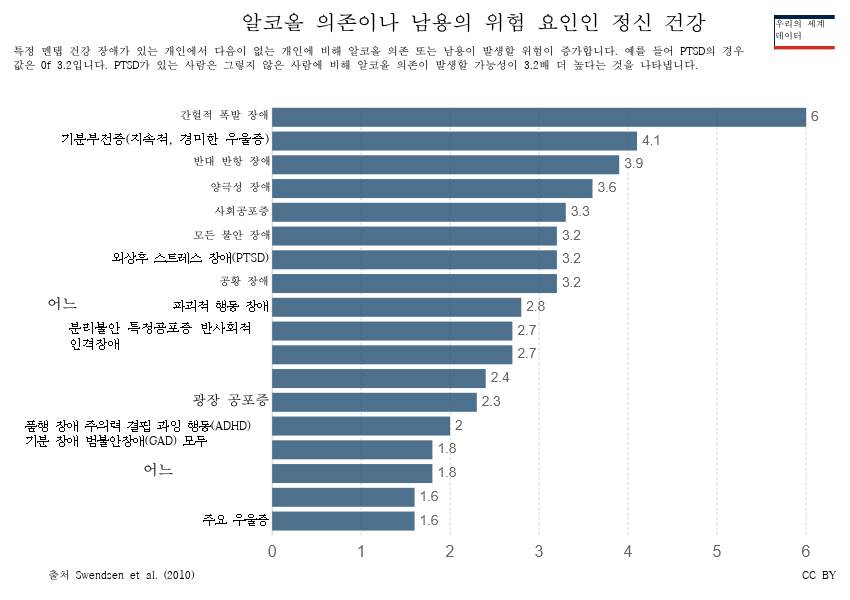 알코올 의존이나 남용의 위험 요인인 정신 건강
우리의 세계
데이터
특정 멘탭 건강 장애가 있는 개인에서 다음이 없는 개인에 비해 알코올 의존 또는 남용이 발생할 위험이 증가합니다. 예를 들어 PTSD의 경우
값은 0f 3.2입니다. PTSD가 있는 사람은 그렇지 않은 사람에 비해 알코올 의존이 발생할 가능성이 3.2배 더 높다는 것을 나타냅니다.
간헐적 폭발 장애 6
기분부전증(지속적, 경미한 우울증) 4.1
반대 반항 장애 3.9
양극성 장애 3.6
사회공포증 3.3
모든 불안 장애 3.2
외상후 스트레스 장애(PTSD) 3.2
공황 장애 3.2
어느 파괴적 행동 장애 2.8
분리불안 특정공포증 반사회적 2.7
인격장애 2.7
2.4
광장 공포증 2.3
품행 장애 주의력 결핍 과잉 행동(ADHD) 2
기분 장애 범불안장애(GAD) 모두 1.8
어느 1.8
1.6
주요 우울증 1.6
0 1 2 3 4 5 6
출처 Swendsen et al. (2010)
CC BY